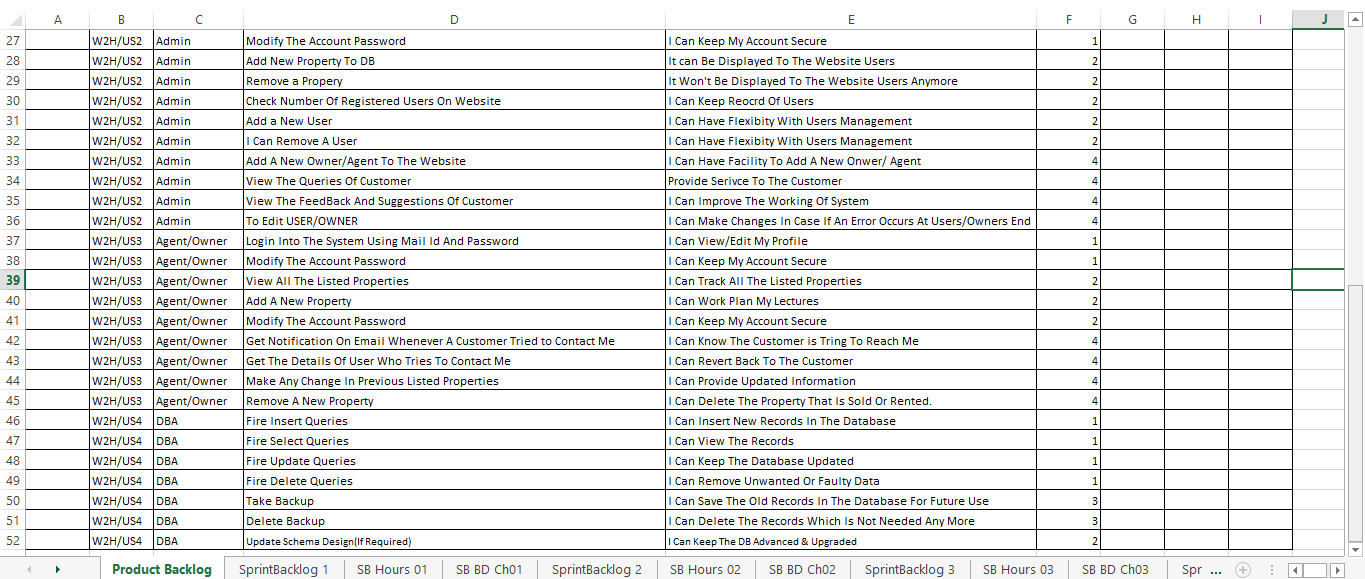 A B C D E F G H I J
27 W2H/US2 Admin Modify The Account Password I Can Keep My Account Secure 1
28 W2H/US2 Admin Add New Property To DB It can Be Displayed To The Website Users 2
29 W2H/US2 Admin Remove a Propery It Won't Be Displayed To The Website Users Anymore 2
30 W2H/US2 Admin Check Number Of Registered Users On Website I Can Keep Reocrd Of Users 2
31 W2H/US2 Admin Add a New User I Can Have Flexibity With Users Management 2
32 W2H/US2 Admin I Can Remove A User I Can Have Flexibity With Users Management 2
33 W2H/US2 Admin Add A New Owner/Agent To The Website I Can Have Facility To Add A New Onwer/ Agent 4
34 W2H/US2 Admin View The Queries Of Customer Provide Serivce To The Customer 4
35 W2H/US2 Admin View The FeedBack And Suggestions Of Customer I Can Improve The Working Of System 4
36 W2H/US2 Admin To Edit USER/OWNER I Can Make Changes In Case If An Error Occurs At Users/Owners End 4
37 W2H/US3 Agent/Owner Login Into The System Using Mail Id And Password I Can View/Edit My Profile 1
38 W2H/US3 Agent/Owner Modify The Account Password I Can Keep My Account Secure 1
39 W2H/US3 Agent/Owner View All The Listed Properties I Can Track All The Listed Properties 2
40 W2H/US3 Agent/Owner Add A New Property I Can Work Plan My Lectures 2
41 W2H/US3 Agent/Owner Modify The Account Password I Can Keep My Account Secure 2
42 W2H/US3 Agent/Owner Get Notification On Email Whenever A Customer Tried to Contact Me I Can Know The Customer is Tring To Reach Me 4
43 W2H/US3 Agent/Owner Get The Details Of User Who Tries To Contact Me I Can Revert Back To The Customer 4
44 W2H/US3 Agent/Owner Make Any Change In Previous Listed Properties I Can Provide Updated Information 4
45 W2H/US3 Agent/Owner Remove A New Property I Can Delete The Property That Is Sold Or Rented. 4
46 W2H/US4 DBA Fire Insert Queries I Can Insert New Records In The Database 1
47 W2H/US4 DBA Fire Select Queries I Can View The Records 1
48 W2H/US4 DBA Fire Update Queries I Can Keep The Database Updated 1
49 W2H/US4 DBA Fire Delete Queries I Can Remove Unwanted Or Faulty Data 1
50 W2H/US4 DBA Take Backup I Can Save The Old Records In The Database For Future Use 3
51 W2H/US4 DBA Delete Backup I Can Delete The Records Which Is Not Needed Any More 3
52 W2H/US4 DBA Update Schema Design(If Required) I Can Keep The DB Advanced & Upgraded 2
Product Backlog SprintBacklog 1 SB Hours 01 SB BD Ch01 SprintBacklog 2 SB Hours 02 SB BD Ch02 SprintBacklog 3 SB Hours 03 SB BD Ch03 Spr ...